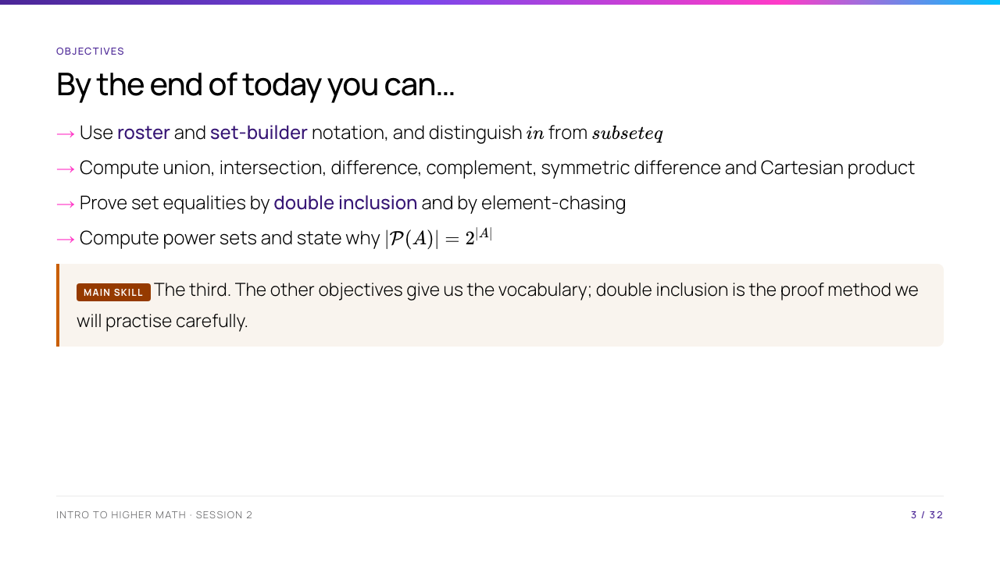 OBJECTIVES
By the end of today you can…
→ Use roster and set-builder notation, and distinguish in from subseteq
→ Compute union, intersection, difference, complement, symmetric difference and Cartesian product
→ Prove set equalities by double inclusion and by element-chasing
→ Compute power sets and state why |𝒫(A)| = 2^{|A|}
MAIN SKILL The third. The other objectives give us the vocabulary; double inclusion is the proof method we
will practise carefully.
INTRO TO HIGHER MATH · SESSION 2
3 / 32